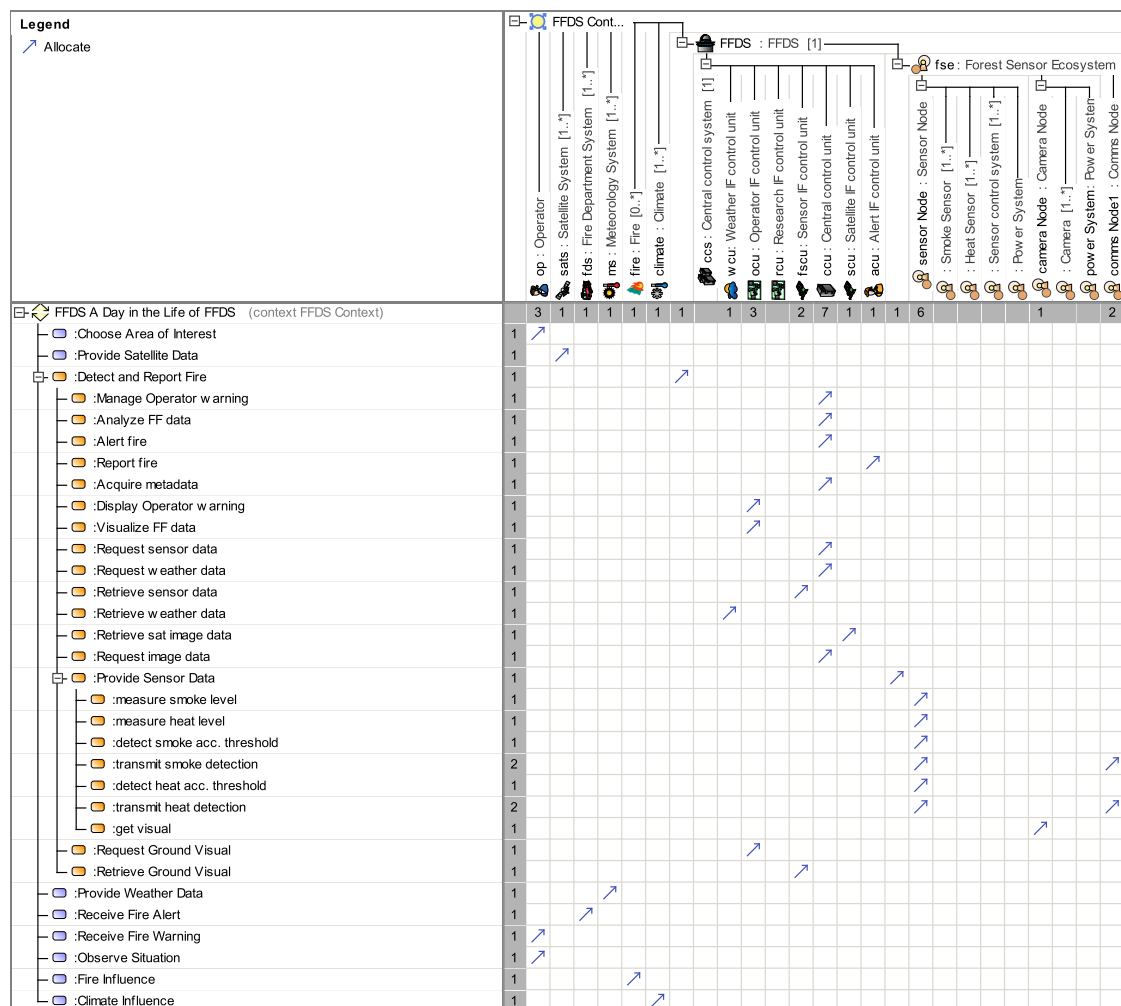 Legend
Allocate
FFDS Cont...
FFDS : FFDS [1]
fse : Forest Sensor Ecosystem
op : Operator
sats : Satellite System [1..*]
fds : Fire Department System [1..*]
ms : Meteorology System [1..*]
fire : Fire [0..*]
climate : Climate [1..*]
ccs : Central control system [1]
wcu: Weather IF control unit
ocu : Operator IF control unit
rcu : Research IF control unit
fscu : Sensor IF control unit
ccu : Central control unit
scu : Satellite IF control unit
acu : Alert IF control unit
sensor Node : Sensor Node
: Smoke Sensor [1..*]
: Heat Sensor [1..*]
: Sensor control system [1..*]
: Power System
camera Node : Camera Node
: Camera [1..*]
power System: Power System
comms Node1 : Comms Node
FFDS A Day in the Life of FFDS (context FFDS Context) 3 1 1 1 1 1 1 1 3 2 7 1 1 1 6 1 2
:Choose Area of Interest 1
:Provide Satellite Data 1
:Detect and Report Fire 1
:Manage Operator warning 1
:Analyze FF data 1
:Alert fire 1
:Report fire 1
:Acquire metadata 1
:Display Operator warning 1
:Visualize FF data 1
:Request sensor data 1
:Request weather data 1
:Retrieve sensor data 1
:Retrieve weather data 1
:Retrieve sat image data 1
:Request image data 1
:Provide Sensor Data 1
:measure smoke level 1
:measure heat level 1
:detect smoke acc. threshold 1
:transmit smoke detection 2
:detect heat acc. threshold 1
:transmit heat detection 2
:get visual 1
:Request Ground Visual 1
:Retrieve Ground Visual 1
:Provide Weather Data 1
:Receive Fire Alert 1
:Receive Fire Warning 1
:Observe Situation 1
:Fire Influence 1
:Climate Influence 1